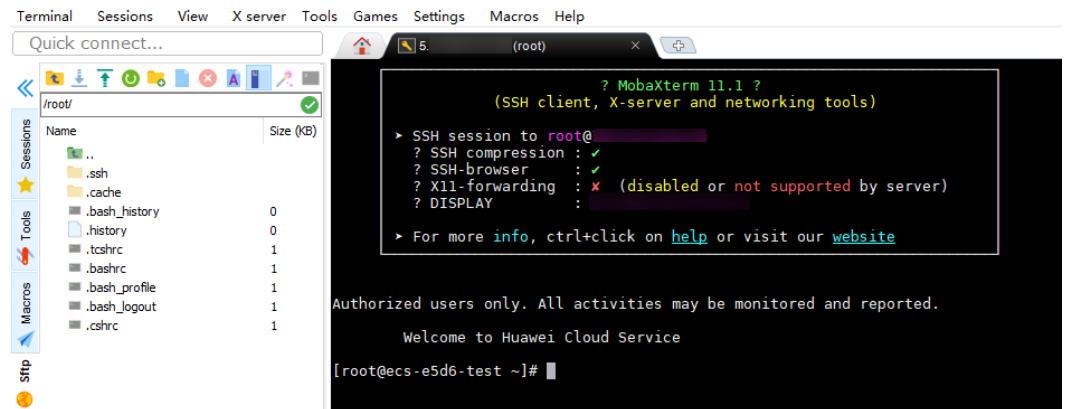 Terminal Sessions View X server Tools Games Settings Macros Help
Quick connect...
5. (root)
/root/
Name Size (KB)
..
.ssh
.cache
.bash_history 0
.history 0
.tcshrc 1
.bashrc 1
.bash_profile 1
.bash_logout 1
.cshrc 1
Sessions
Tools
Macros
Sftp
? MobaXterm 11.1 ?
(SSH client, X-server and networking tools)
➤ SSH session to root@
? SSH compression : ✔
? SSH-browser : ✔
? X11-forwarding : ✘ (disabled or not supported by server)
? DISPLAY :
➤ For more info, ctrl+click on help or visit our website
Authorized users only. All activities may be monitored and reported.
Welcome to Huawei Cloud Service
[root@ecs-e5d6-test ~]#